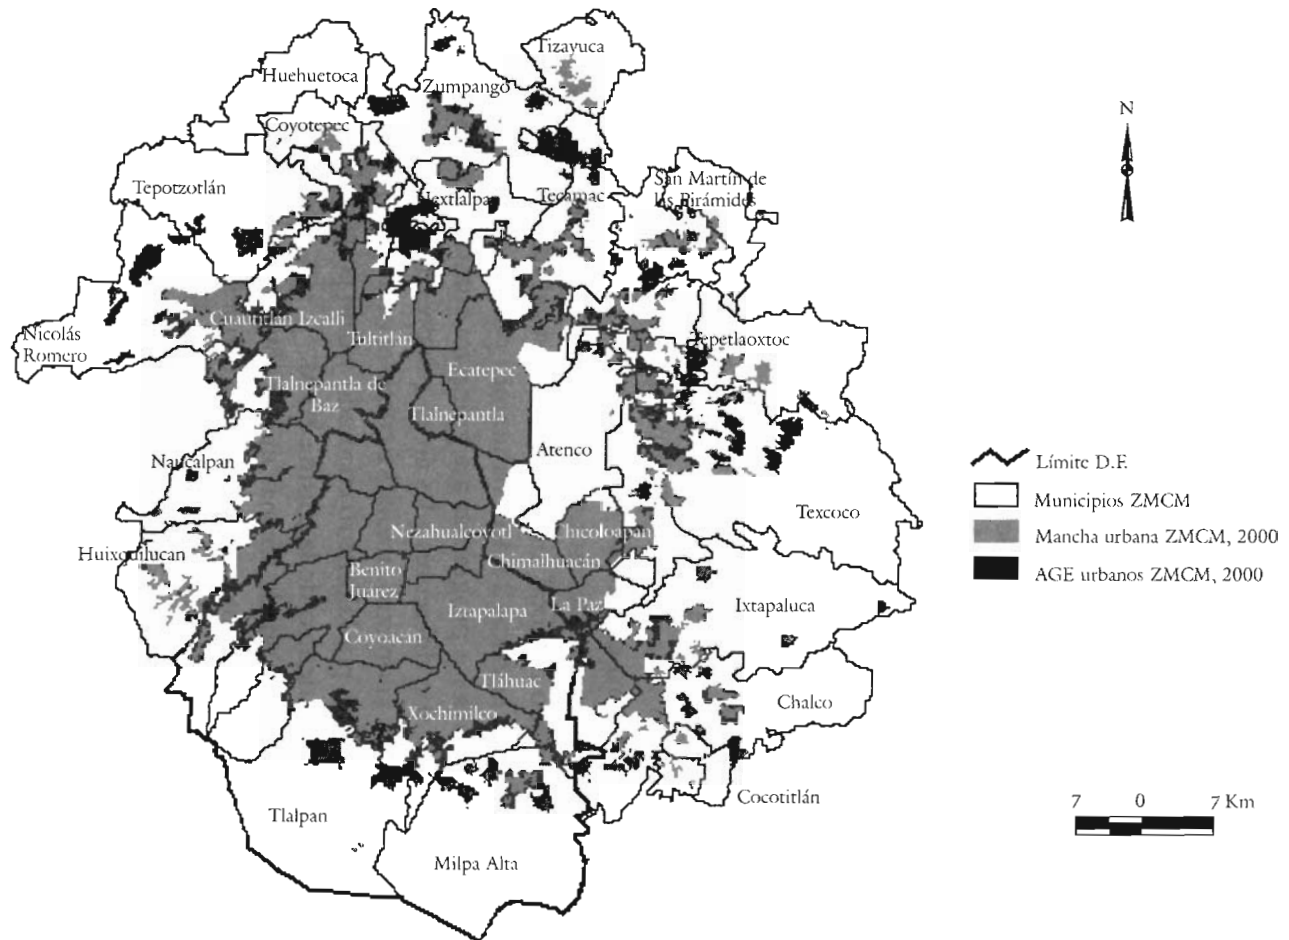 Tizayuca
Huehuetoca
Zumpango
Coyotepec
Tepotzotlán
Nextlalpan
Tecamac
San Martín de
las Pirámides
N
Nicolás
Romero
Cuautitlán Izcalli
Tultitlán
Tepetlaoxtoc
Ecatepec
Tlalnepantla de
Baz
Tlalnepantla
Atenco
Naucalpan
Texcoco
Huixquilucan
Nezahualcoyotl
Chicoloapan
Chimalhuacán
Benito
Juárez
Iztapalapa
La Paz
Ixtapaluca
Coyoacán
Tláhuac
Xochimilco
Chalco
Cocotitlán
Tlalpan
Milpa Alta
Límite D.F.
Municipios ZMCM
Mancha urbana ZMCM, 2000
AGE urbanos ZMCM, 2000
7 0 7 Km